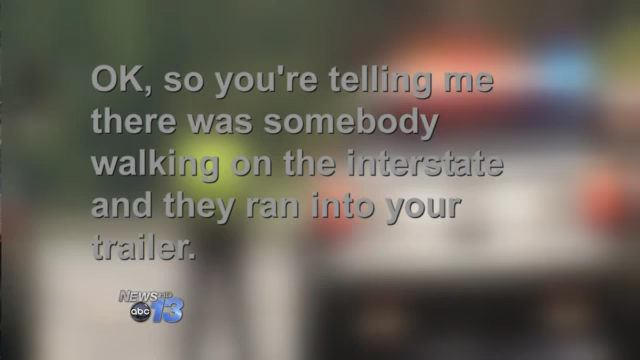 OK, so you're telling me
there was somebody
walking on the interstate
and they ran into your
trailer.
NEWS HD
abc 13